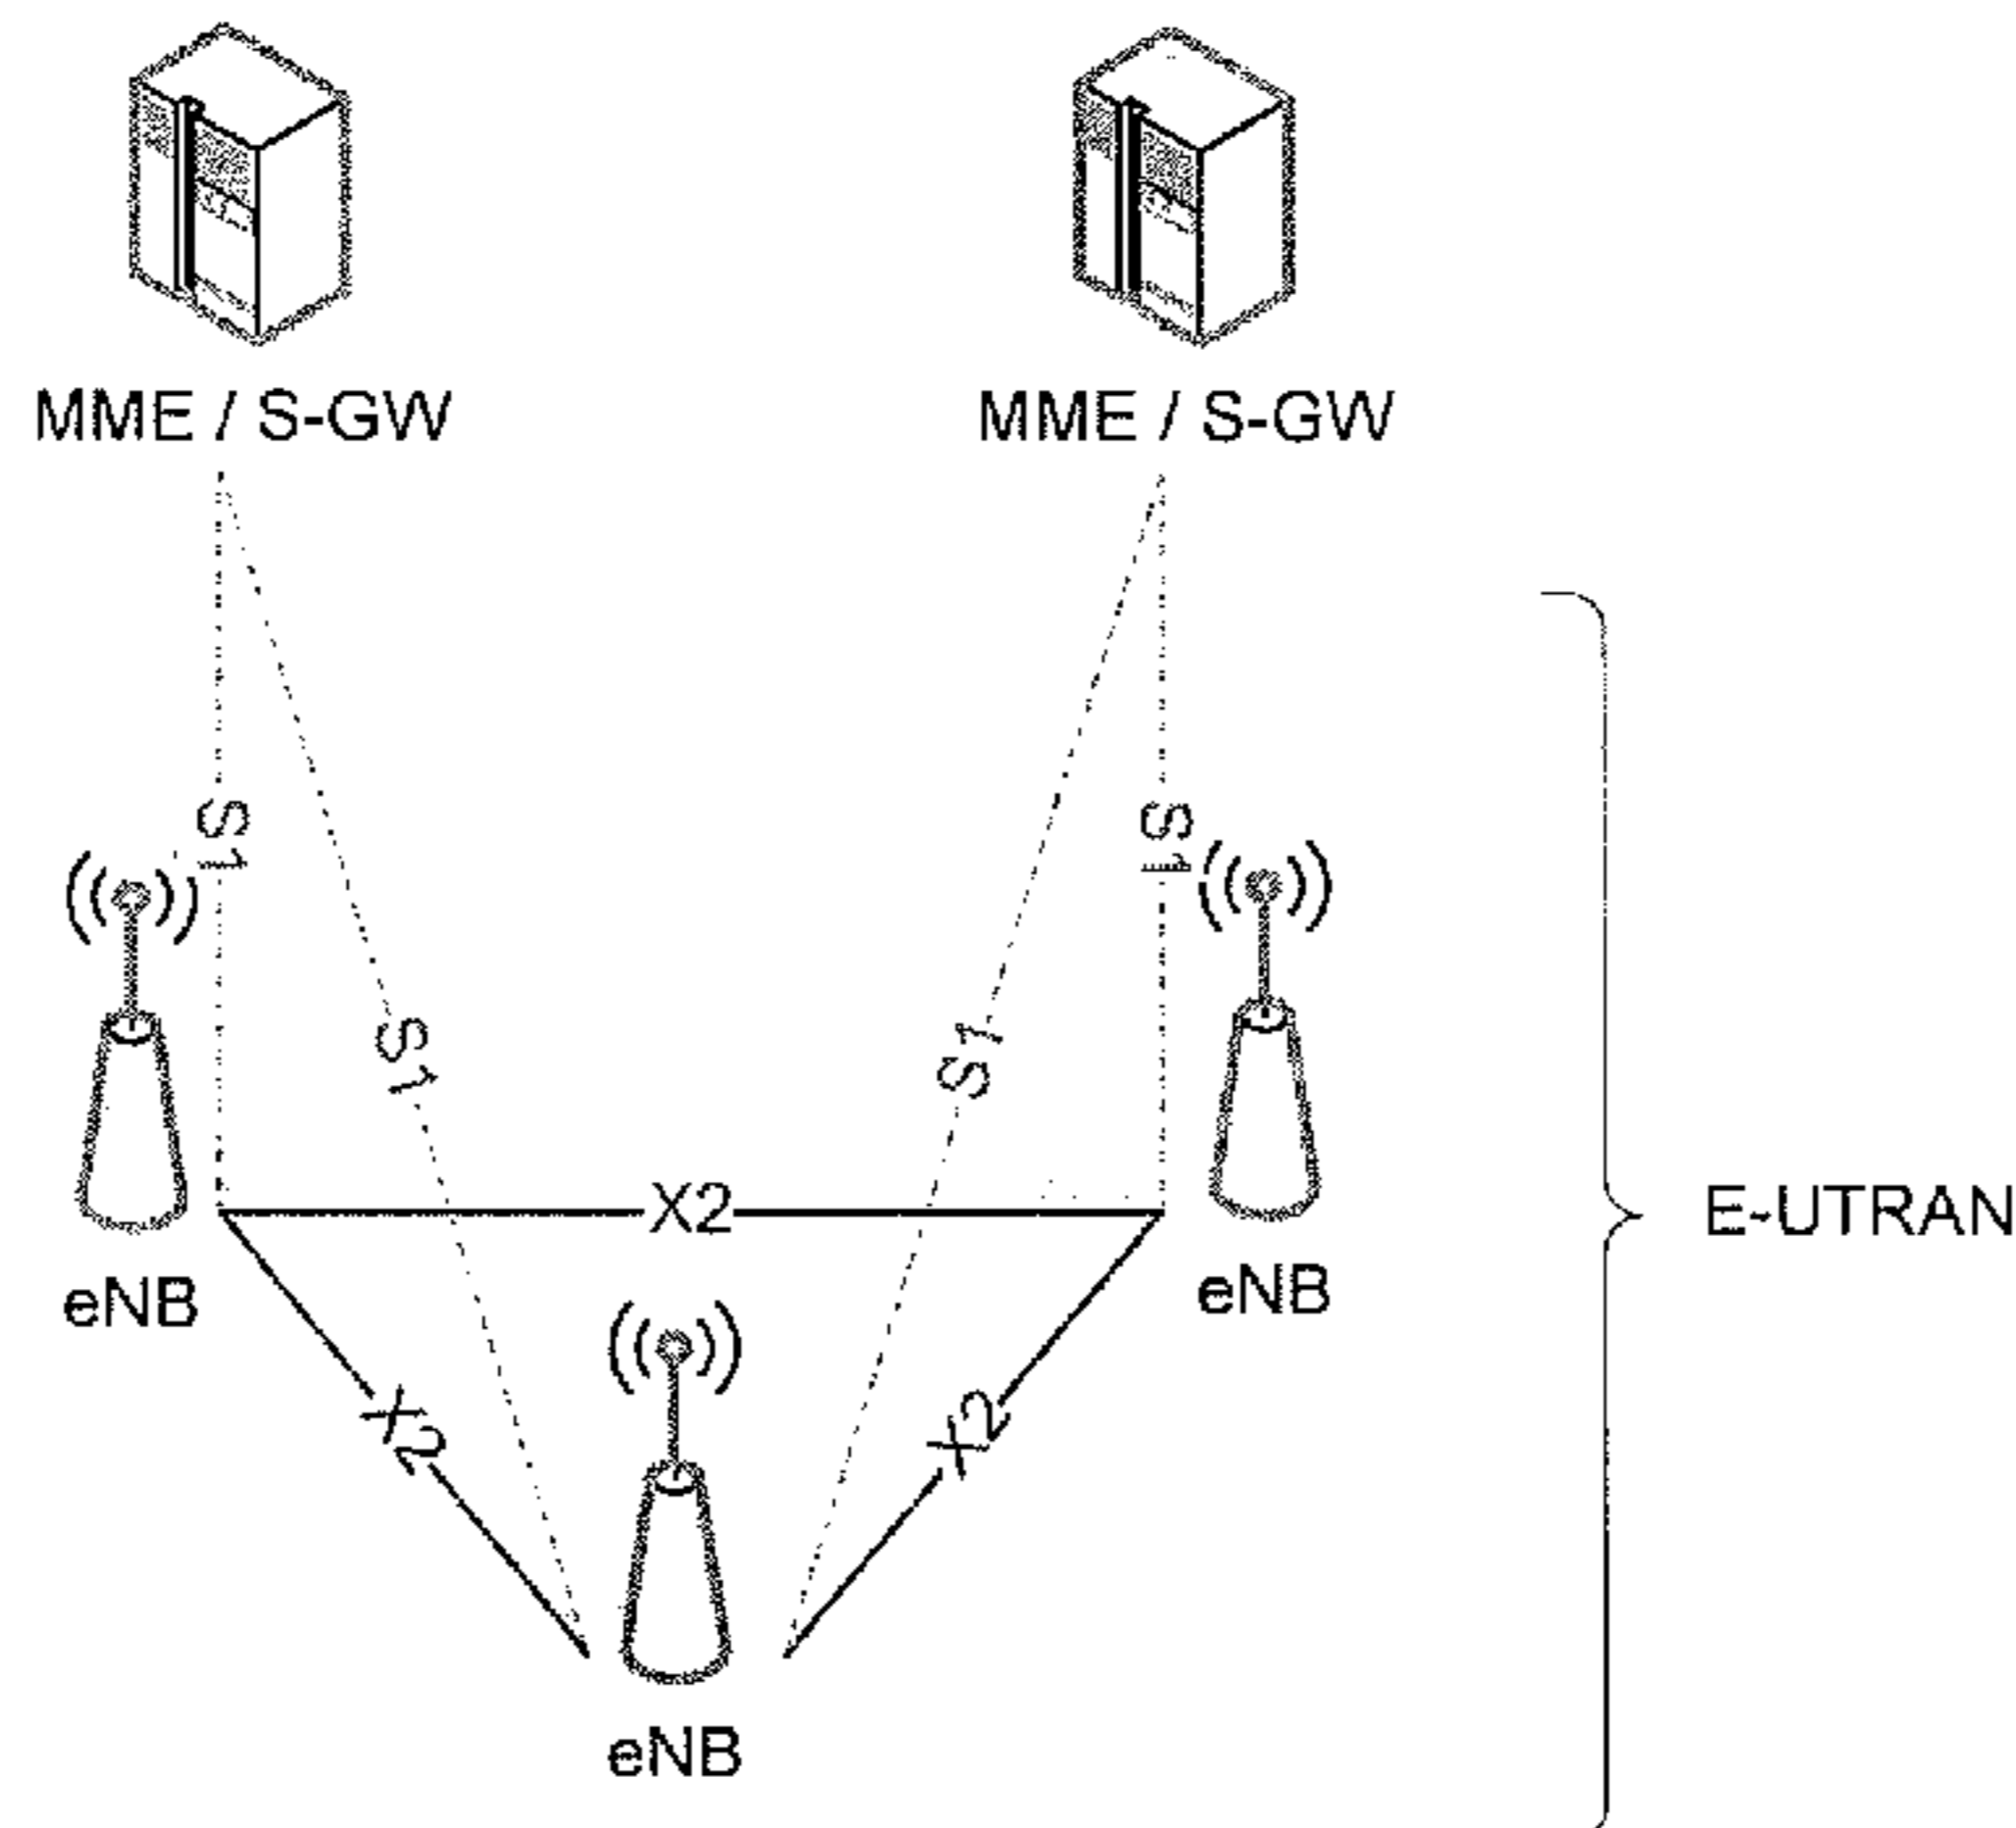 MME / S-GW
MME / S-GW
S1
S1
S1
S1
X2
E-UTRAN
eNB
eNB
X2
X2
eNB